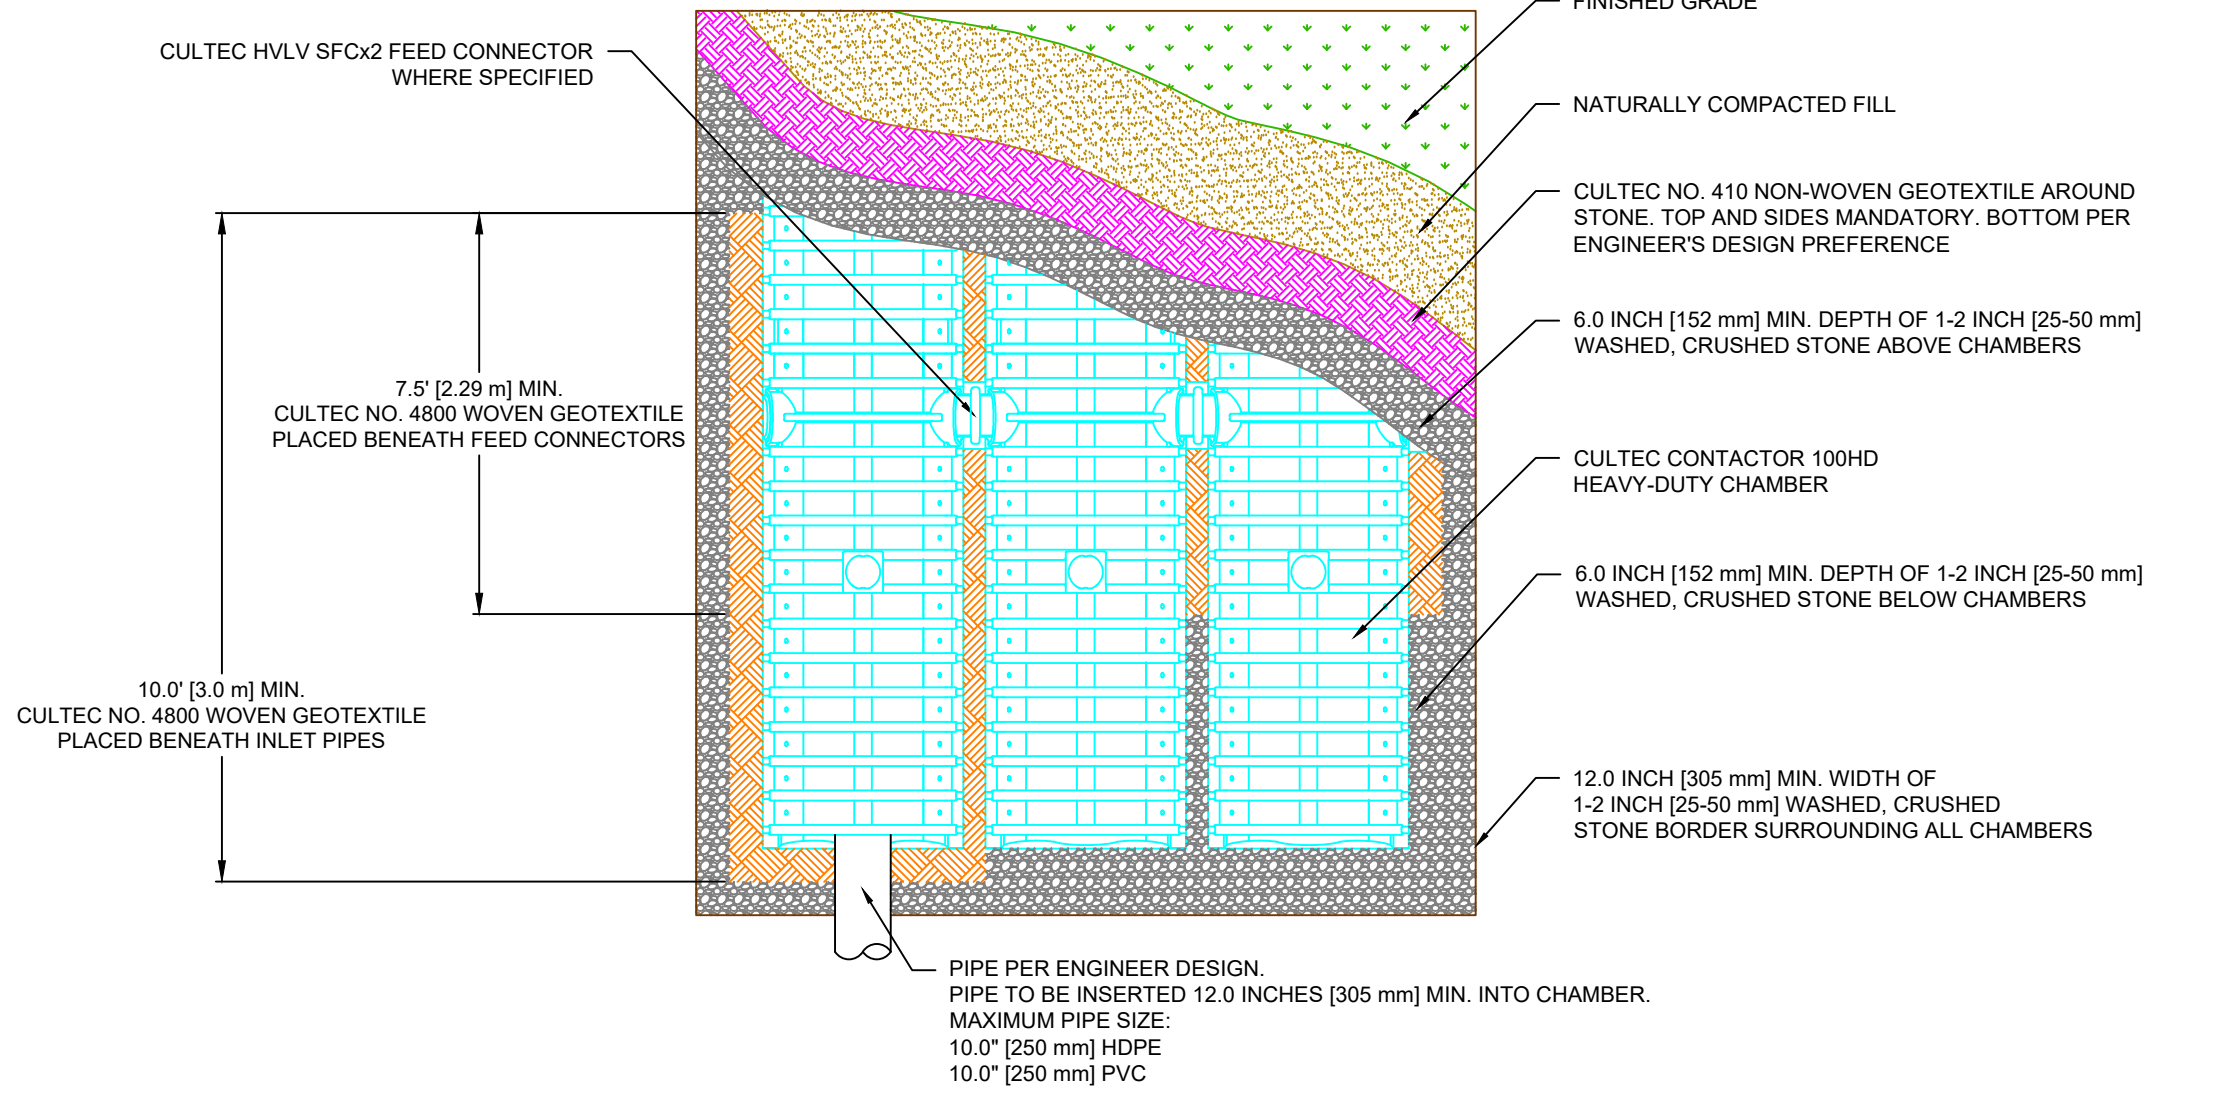 FINISHED GRADE
CULTEC HVLV SFCx2 FEED CONNECTOR
WHERE SPECIFIED
NATURALLY COMPACTED FILL
CULTEC NO. 410 NON-WOVEN GEOTEXTILE AROUND
STONE. TOP AND SIDES MANDATORY. BOTTOM PER
ENGINEER'S DESIGN PREFERENCE
6.0 INCH [152 mm] MIN. DEPTH OF 1-2 INCH [25-50 mm]
WASHED, CRUSHED STONE ABOVE CHAMBERS
7.5' [2.29 m] MIN.
CULTEC NO. 4800 WOVEN GEOTEXTILE
PLACED BENEATH FEED CONNECTORS
CULTEC CONTACTOR 100HD
HEAVY-DUTY CHAMBER
6.0 INCH [152 mm] MIN. DEPTH OF 1-2 INCH [25-50 mm]
WASHED, CRUSHED STONE BELOW CHAMBERS
10.0' [3.0 m] MIN.
CULTEC NO. 4800 WOVEN GEOTEXTILE
PLACED BENEATH INLET PIPES
12.0 INCH [305 mm] MIN. WIDTH OF
1-2 INCH [25-50 mm] WASHED, CRUSHED
STONE BORDER SURROUNDING ALL CHAMBERS
PIPE PER ENGINEER DESIGN.
PIPE TO BE INSERTED 12.0 INCHES [305 mm] MIN. INTO CHAMBER.
MAXIMUM PIPE SIZE:
10.0" [250 mm] HDPE
10.0" [250 mm] PVC